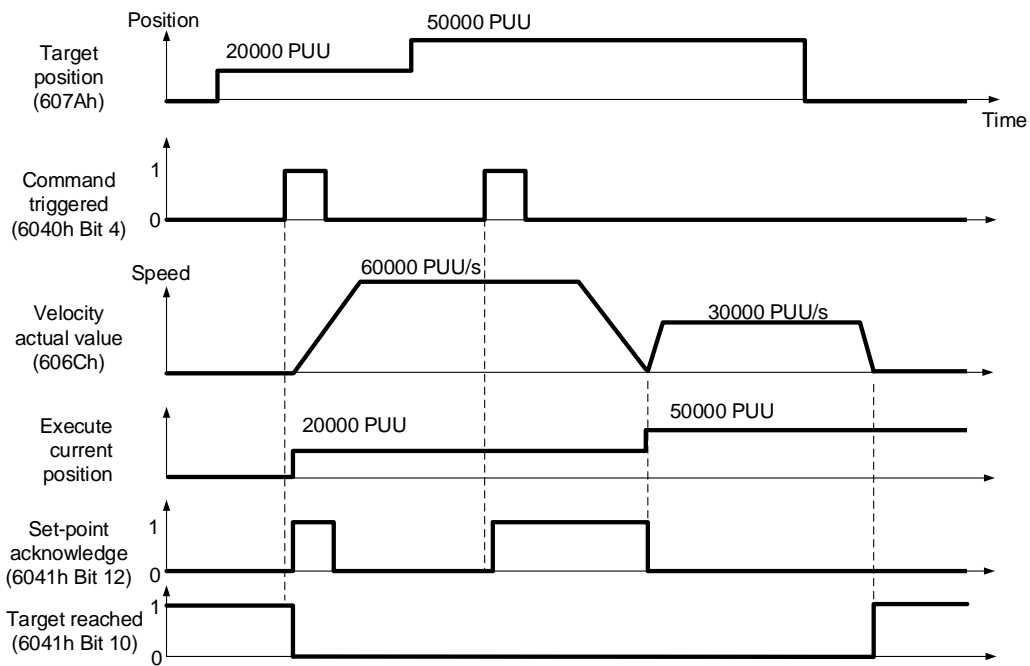 Position
Target
position
(607Ah)
20000 PUU
50000 PUU
Time
Command
triggered
(6040h Bit 4)
1
0
Speed
Velocity
actual value
(606Ch)
60000 PUU/s
30000 PUU/s
Execute
current
position
20000 PUU
50000 PUU
Set-point
acknowledge
(6041h Bit 12)
1
0
Target reached
(6041h Bit 10)
1
0